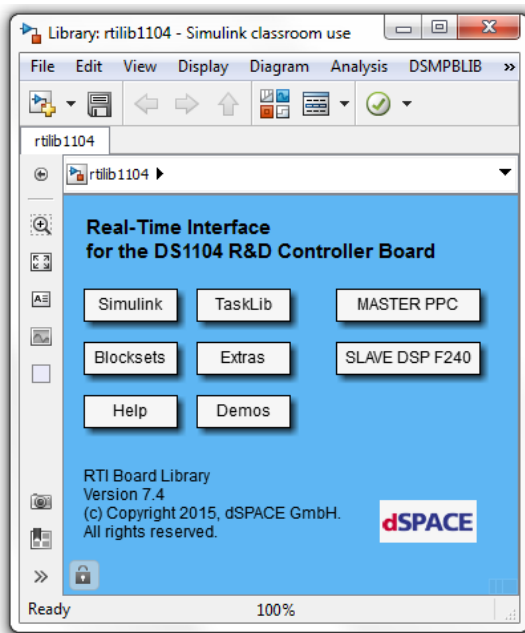 Library: rtilib1104 - Simulink classroom use
File Edit View Display Diagram Analysis DSMPBLIB »
rtilib1104
rtilib1104
Real-Time Interface
for the DS1104 R&D Controller Board
Simulink TaskLib MASTER PPC
Blocksets Extras SLAVE DSP F240
Help Demos
RTI Board Library
Version 7.4
(c) Copyright 2015, dSPACE GmbH.
All rights reserved.
dSPACE
Ready 100%